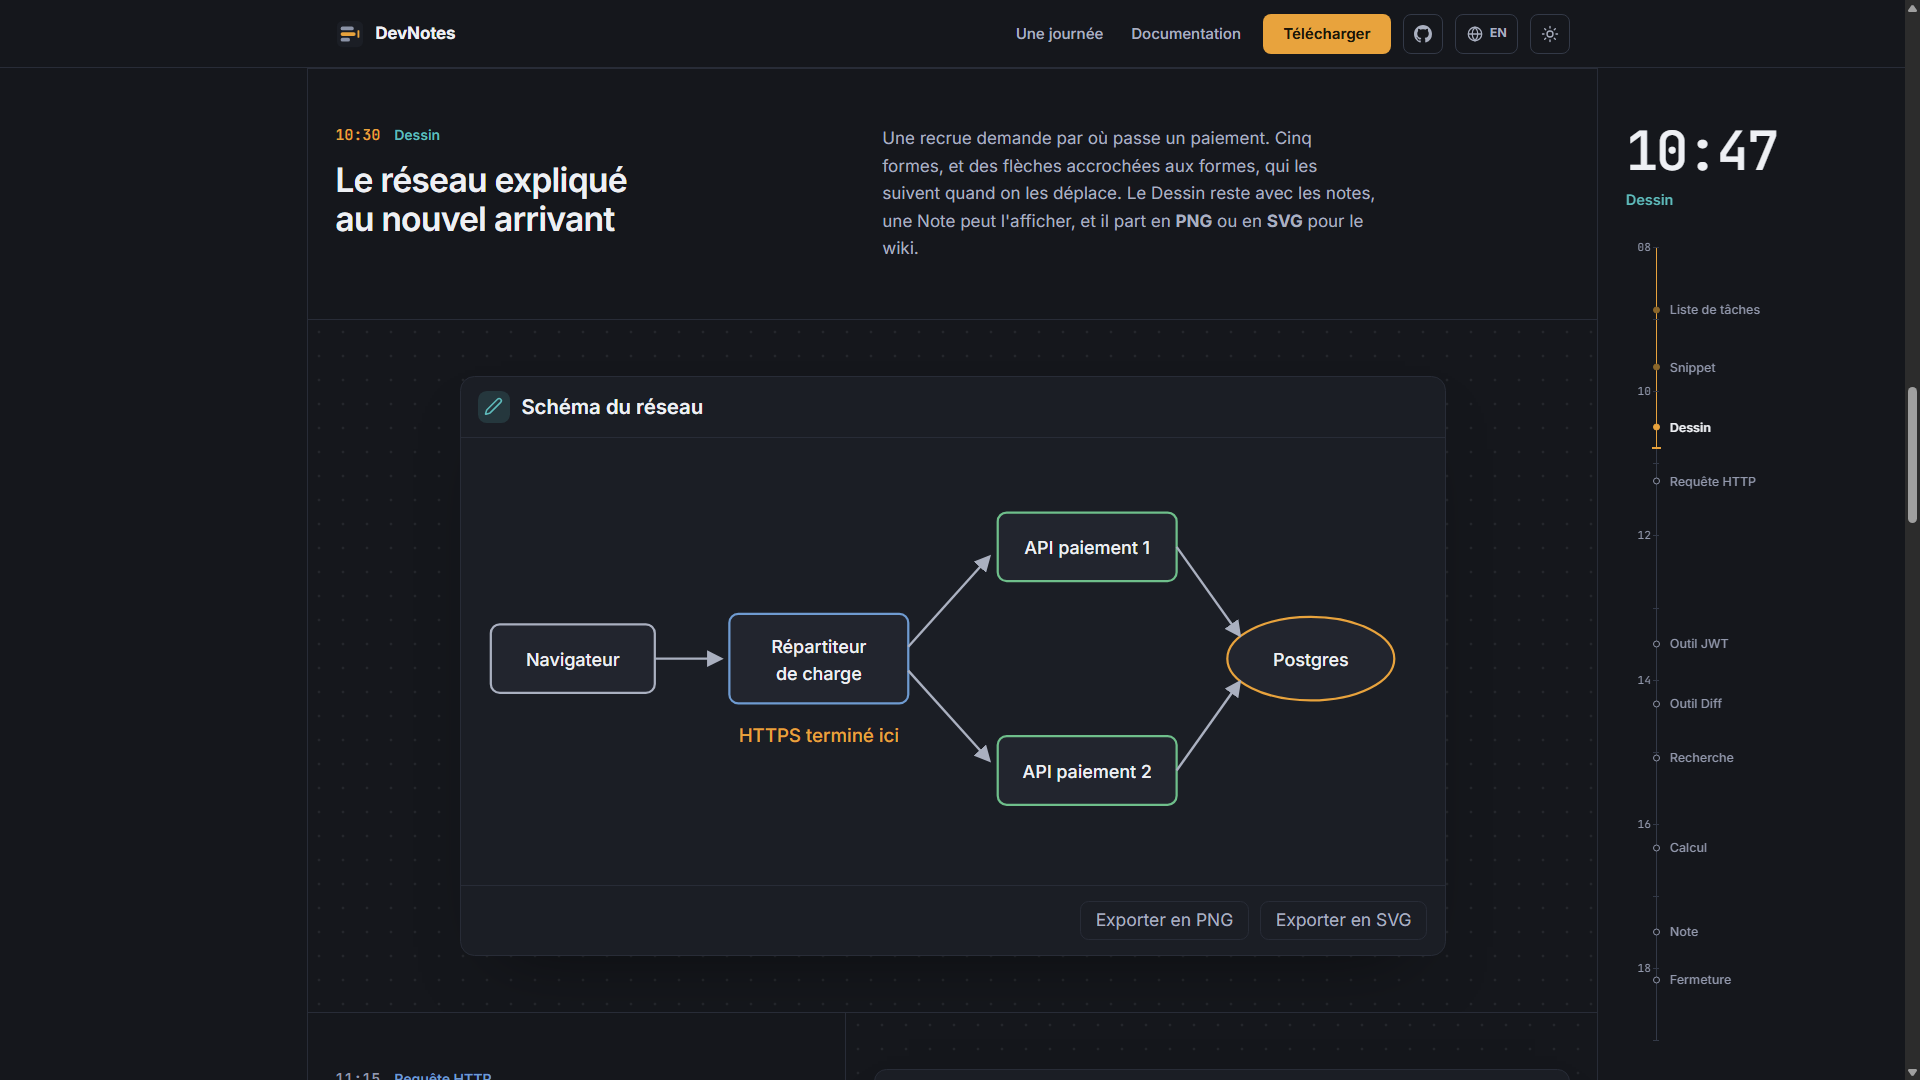 DevNotes
Une journée
Documentation
Télécharger
EN
10:30 Dessin
Le réseau expliqué
au nouvel arrivant
Une recrue demande par où passe un paiement. Cinq
formes, et des flèches accrochées aux formes, qui les
suivent quand on les déplace. Le Dessin reste avec les notes,
une Note peut l'afficher, et il part en PNG ou en SVG pour le
wiki.
Schéma du réseau
Navigateur
Répartiteur
de charge
HTTPS terminé ici
API paiement 1
API paiement 2
Postgres
Exporter en PNG
Exporter en SVG
11:15 Requête HTTP
10:47
Dessin
08
Liste de tâches
Snippet
10
Dessin
Requête HTTP
12
Outil JWT
14
Outil Diff
Recherche
16
Calcul
Note
18
Fermeture